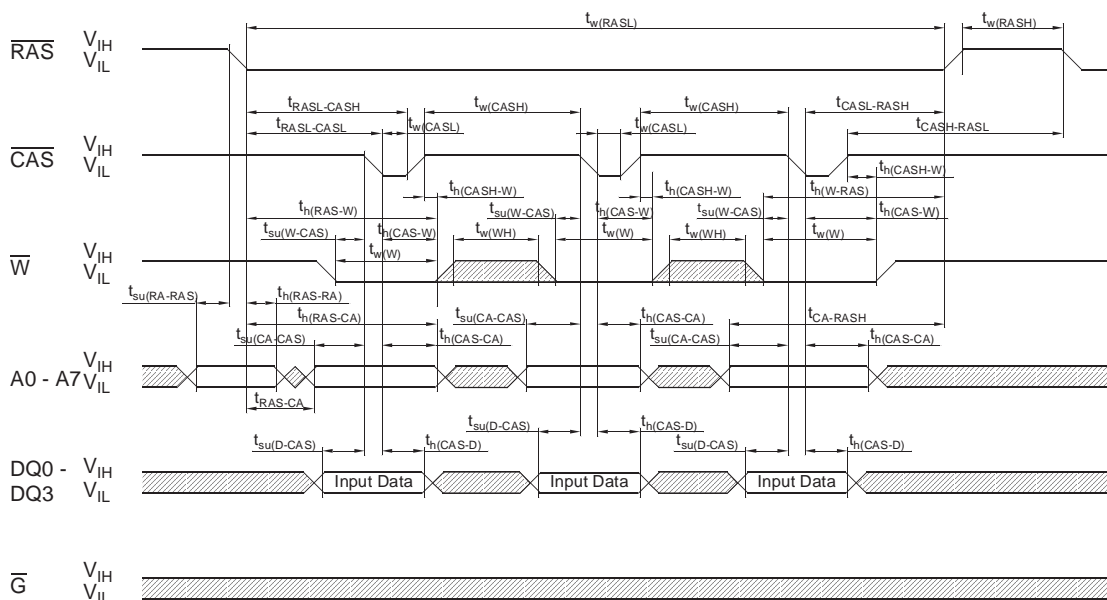 tw(RASL)
tw(RASH)
RAS VIH
VIL
tRASL-CASH
tw(CASH)
tw(CASH)
tCASL-RASH
tRASL-CASL
tw(CASL)
tw(CASL)
tCASH-RASL
CAS VIH
VIL
th(CASH-W)
th(CASH-W)
th(CASH-W)
th(W-RAS)
th(RAS-W)
tsu(W-CAS)
th(CAS-W)
tsu(W-CAS)
th(CAS-W)
tsu(W-CAS)
th(CAS-W)
tw(W)
tw(WH)
tw(W)
tw(WH)
tw(W)
W VIH
VIL
tsu(RA-RAS)
th(RAS-RA)
th(RAS-CA)
tsu(CA-CAS)
th(CAS-CA)
tCA-RASH
tsu(CA-CAS)
th(CAS-CA)
tsu(CA-CAS)
th(CAS-CA)
A0 - A7 VIH
VIL
tRAS-CA
tsu(D-CAS)
th(CAS-D)
tsu(D-CAS)
th(CAS-D)
tsu(D-CAS)
th(CAS-D)
DQ0 - VIH
DQ3 VIL
Input Data
Input Data
Input Data
G VIH
VIL